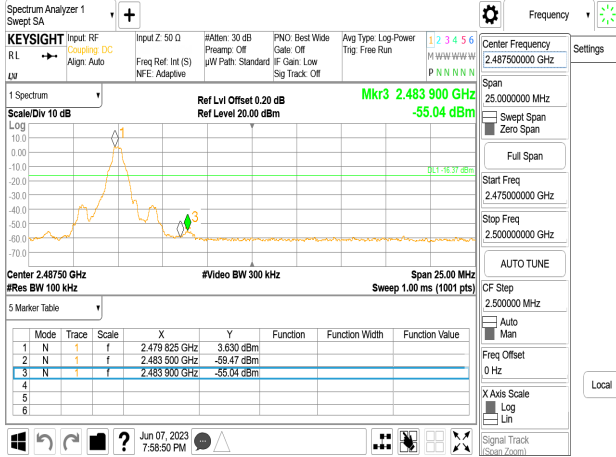 Spectrum Analyzer 1
Swept SA
Frequency
KEYSIGHT
Input: RF
Coupling: DC
Align: Auto
Input Z: 50 Ω
Freq Ref: Int (S)
NFE: Adaptive
#Atten: 30 dB
Preamp: Off
µW Path: Standard
PNO: Best Wide
Gate: Off
IF Gain: Low
Sig Track: Off
Avg Type: Log-Power
Trig: Free Run
1 2 3 4 5 6
M W W W W W
P N N N N N
R L
LXI
1 Spectrum
Scale/Div 10 dB
Ref Lvl Offset 0.20 dB
Ref Level 20.00 dBm
Mkr3 2.483 900 GHz
-55.04 dBm
Log
10.0
0.00
-10.0
-20.0
-30.0
-40.0
-50.0
-60.0
-70.0
1
3
DL1 -16.37 dBm
Center 2.48750 GHz
#Res BW 100 kHz
#Video BW 300 kHz
Span 25.00 MHz
Sweep 1.00 ms (1001 pts)
5 Marker Table
Mode Trace Scale X Y Function Function Width Function Value
1 N 1 f 2.479 825 GHz 3.630 dBm
2 N 1 f 2.483 500 GHz -59.47 dBm
3 N 1 f 2.483 900 GHz -55.04 dBm
4
5
6
Jun 07, 2023
7:58:50 PM
?
Center Frequency
2.487500000 GHz
Settings
Span
25.0000000 MHz
Swept Span
Zero Span
Full Span
Start Freq
2.475000000 GHz
Stop Freq
2.500000000 GHz
AUTO TUNE
CF Step
2.500000 MHz
Auto
Man
Freq Offset
0 Hz
Local
X Axis Scale
Log
Lin
Signal Track
(Span Zoom)